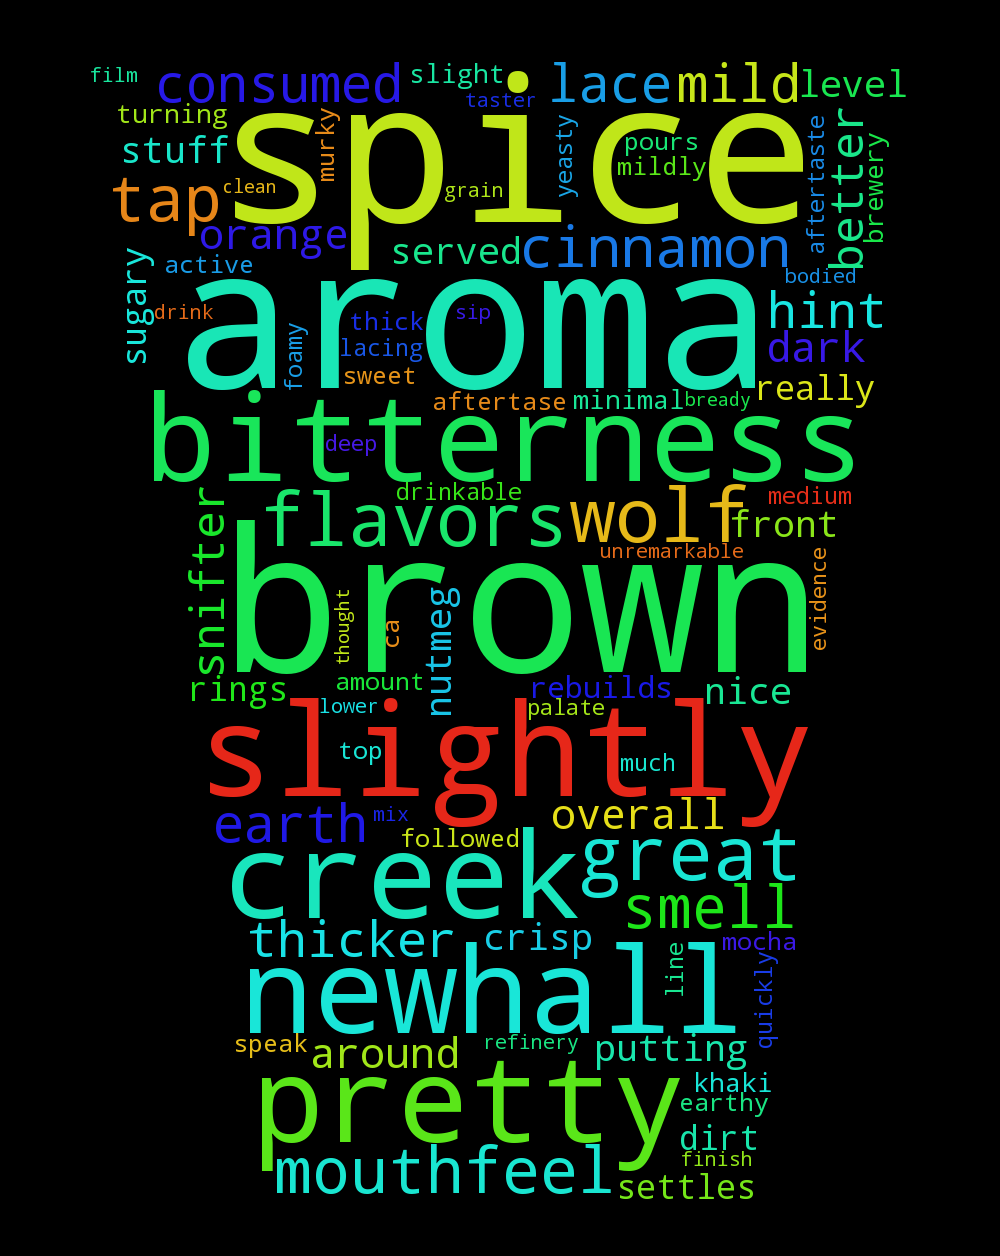 film
consumed
slight
taster
lace
mild
level
turning
spice
murky
yeasty
pours
aftertaste
better
brewery
stuff
mildly
tap
clean
grain
orange
served
cinnamon
sugary
active
bodied
aroma
hint
drink
thick
sip
foamy
lacing
dark
sweet
really
aftertase
minimal
bready
bitterness
deep
drinkable
snifter
flavors
wolf
medium
front
unremarkable
brown
evidence
thought
ca
nutmeg
rings
amount
rebuilds
nice
lower
palate
slightly
top
much
earth
mix
overall
followed
creek
great
smell
thicker
crisp
mocha
newhall
line
quickly
speak
around
refinery
putting
pretty
khaki
earthy
dirt
mouthfeel
finish
settles